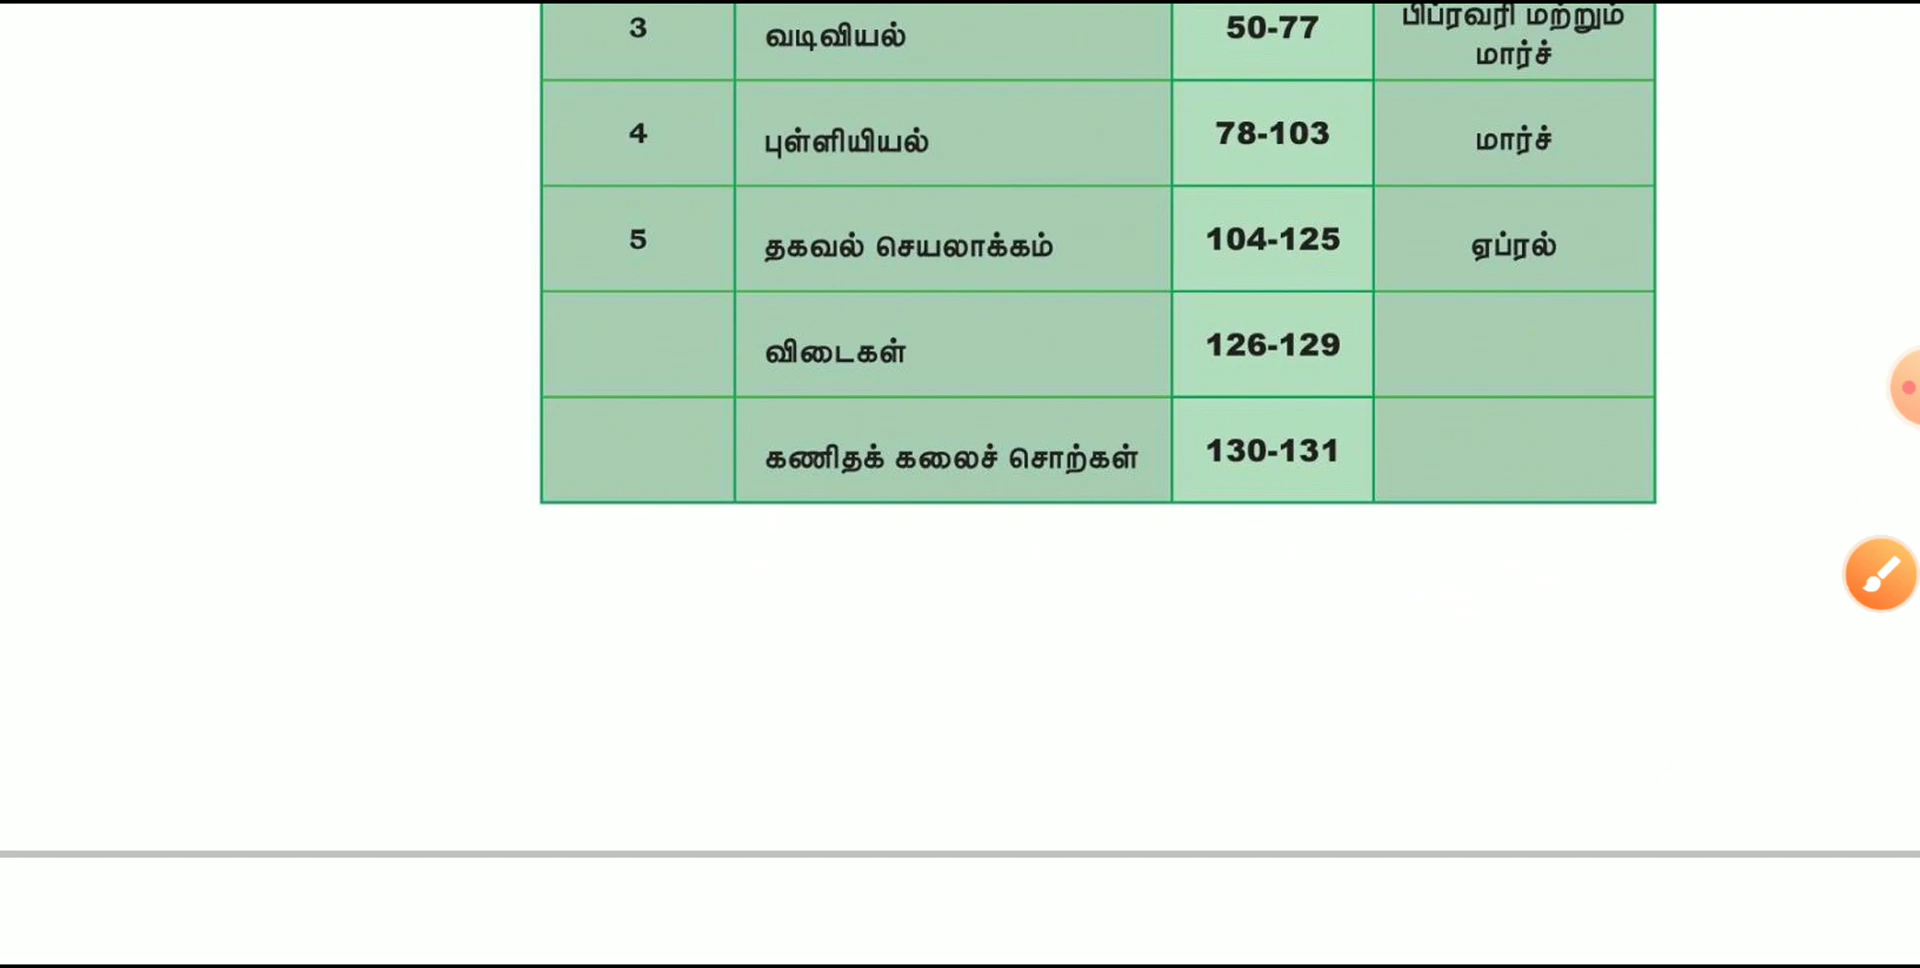 3 வடிவியல் 50-77 பிப்ரவரி மற்றும்
மார்ச்
4 புள்ளியியல் 78-103 மார்ச்
5 தகவல் செயலாக்கம் 104-125 ஏப்ரல்
விடைகள் 126-129
கணிதக் கலைச் சொற்கள் 130-131